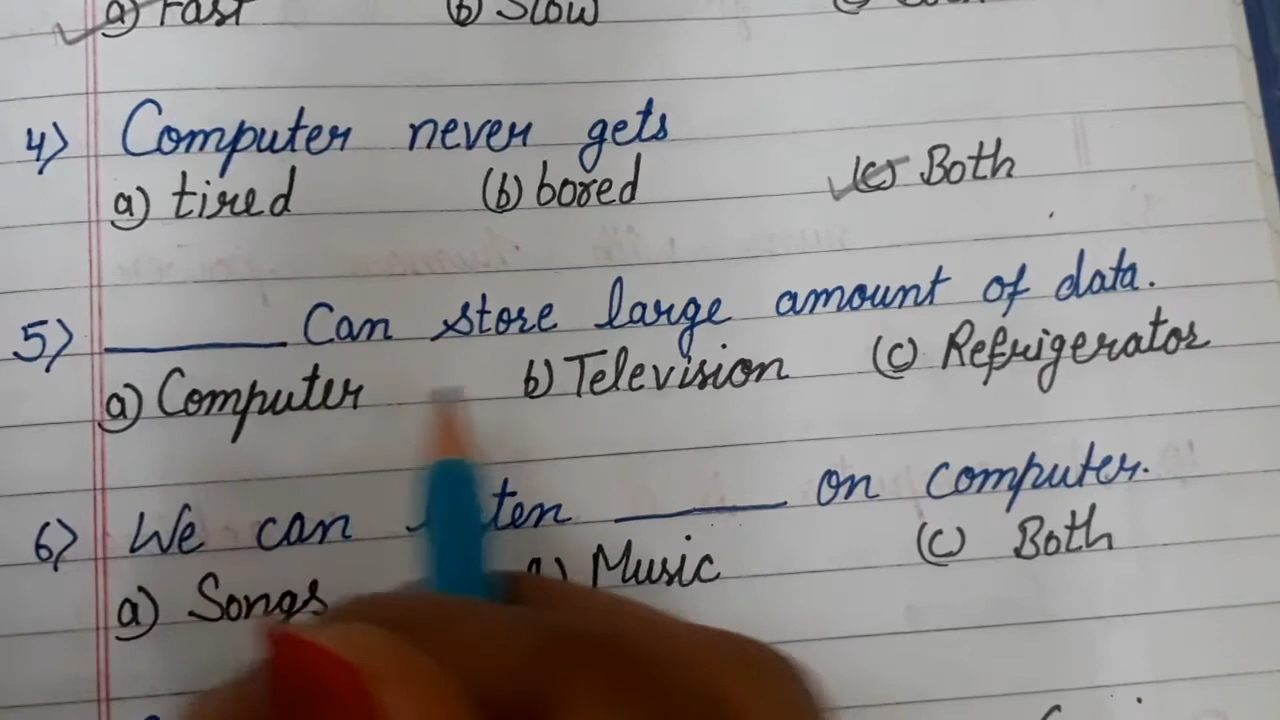 a) Fast (b) Slow
4) Computer never gets
a) tired (b) bored (c) Both
5) ______ Can store large amount of data.
a) Computer b) Television (c) Refrigerator
6) We can ten ______ on computer.
a) Songs a) Music (c) Both